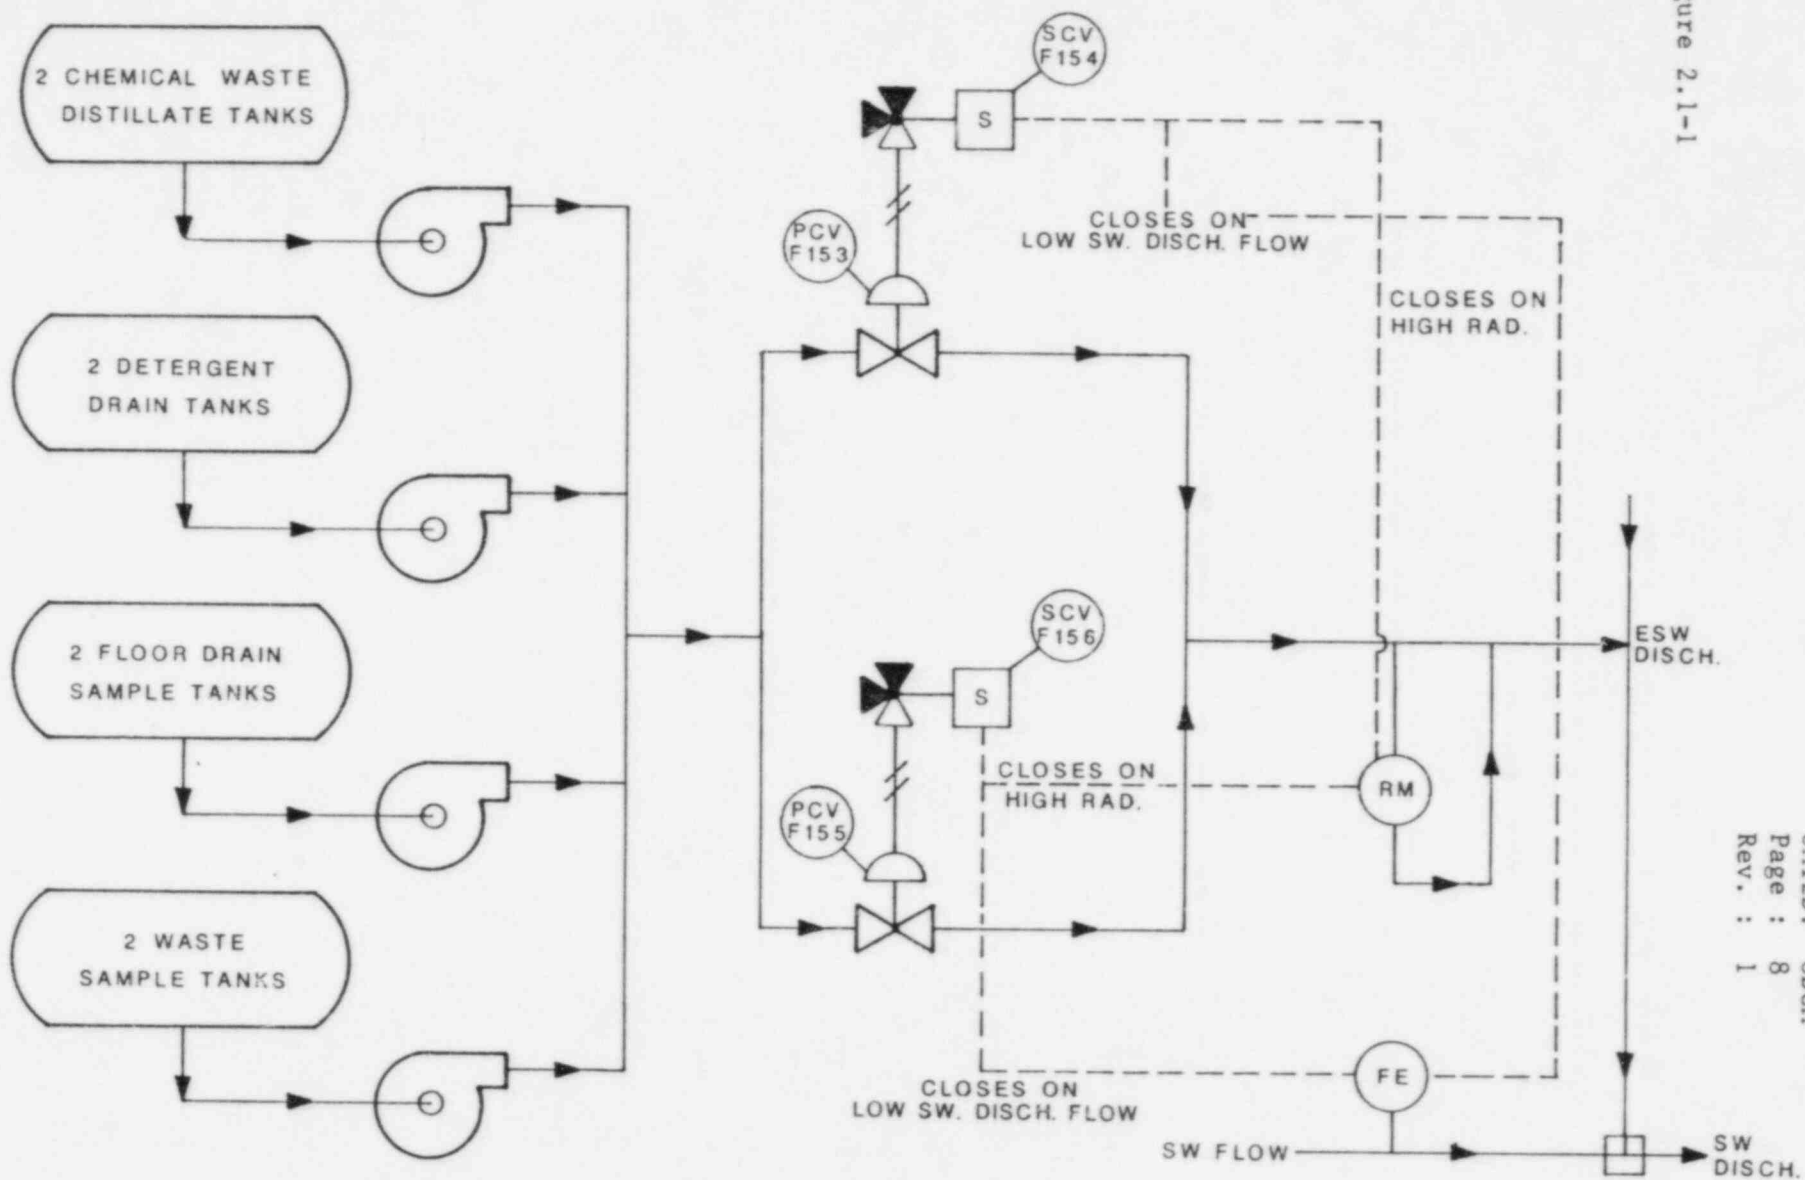 2 CHEMICAL WASTE
DISTILLATE TANKS
2 DETERGENT
DRAIN TANKS
2 FLOOR DRAIN
SAMPLE TANKS
2 WASTE
SAMPLE TANKS
SCV
F154
S
PCV
F153
CLOSES ON
LOW SW. DISCH. FLOW
CLOSES ON
HIGH RAD.
SCV
F156
S
PCV
F155
CLOSES ON
HIGH RAD.
RM
ESW
DISCH.
CLOSES ON
LOW SW. DISCH. FLOW
FE
SW FLOW
SW
DISCH.
2.1-1
Page : 8
Rev. : 1